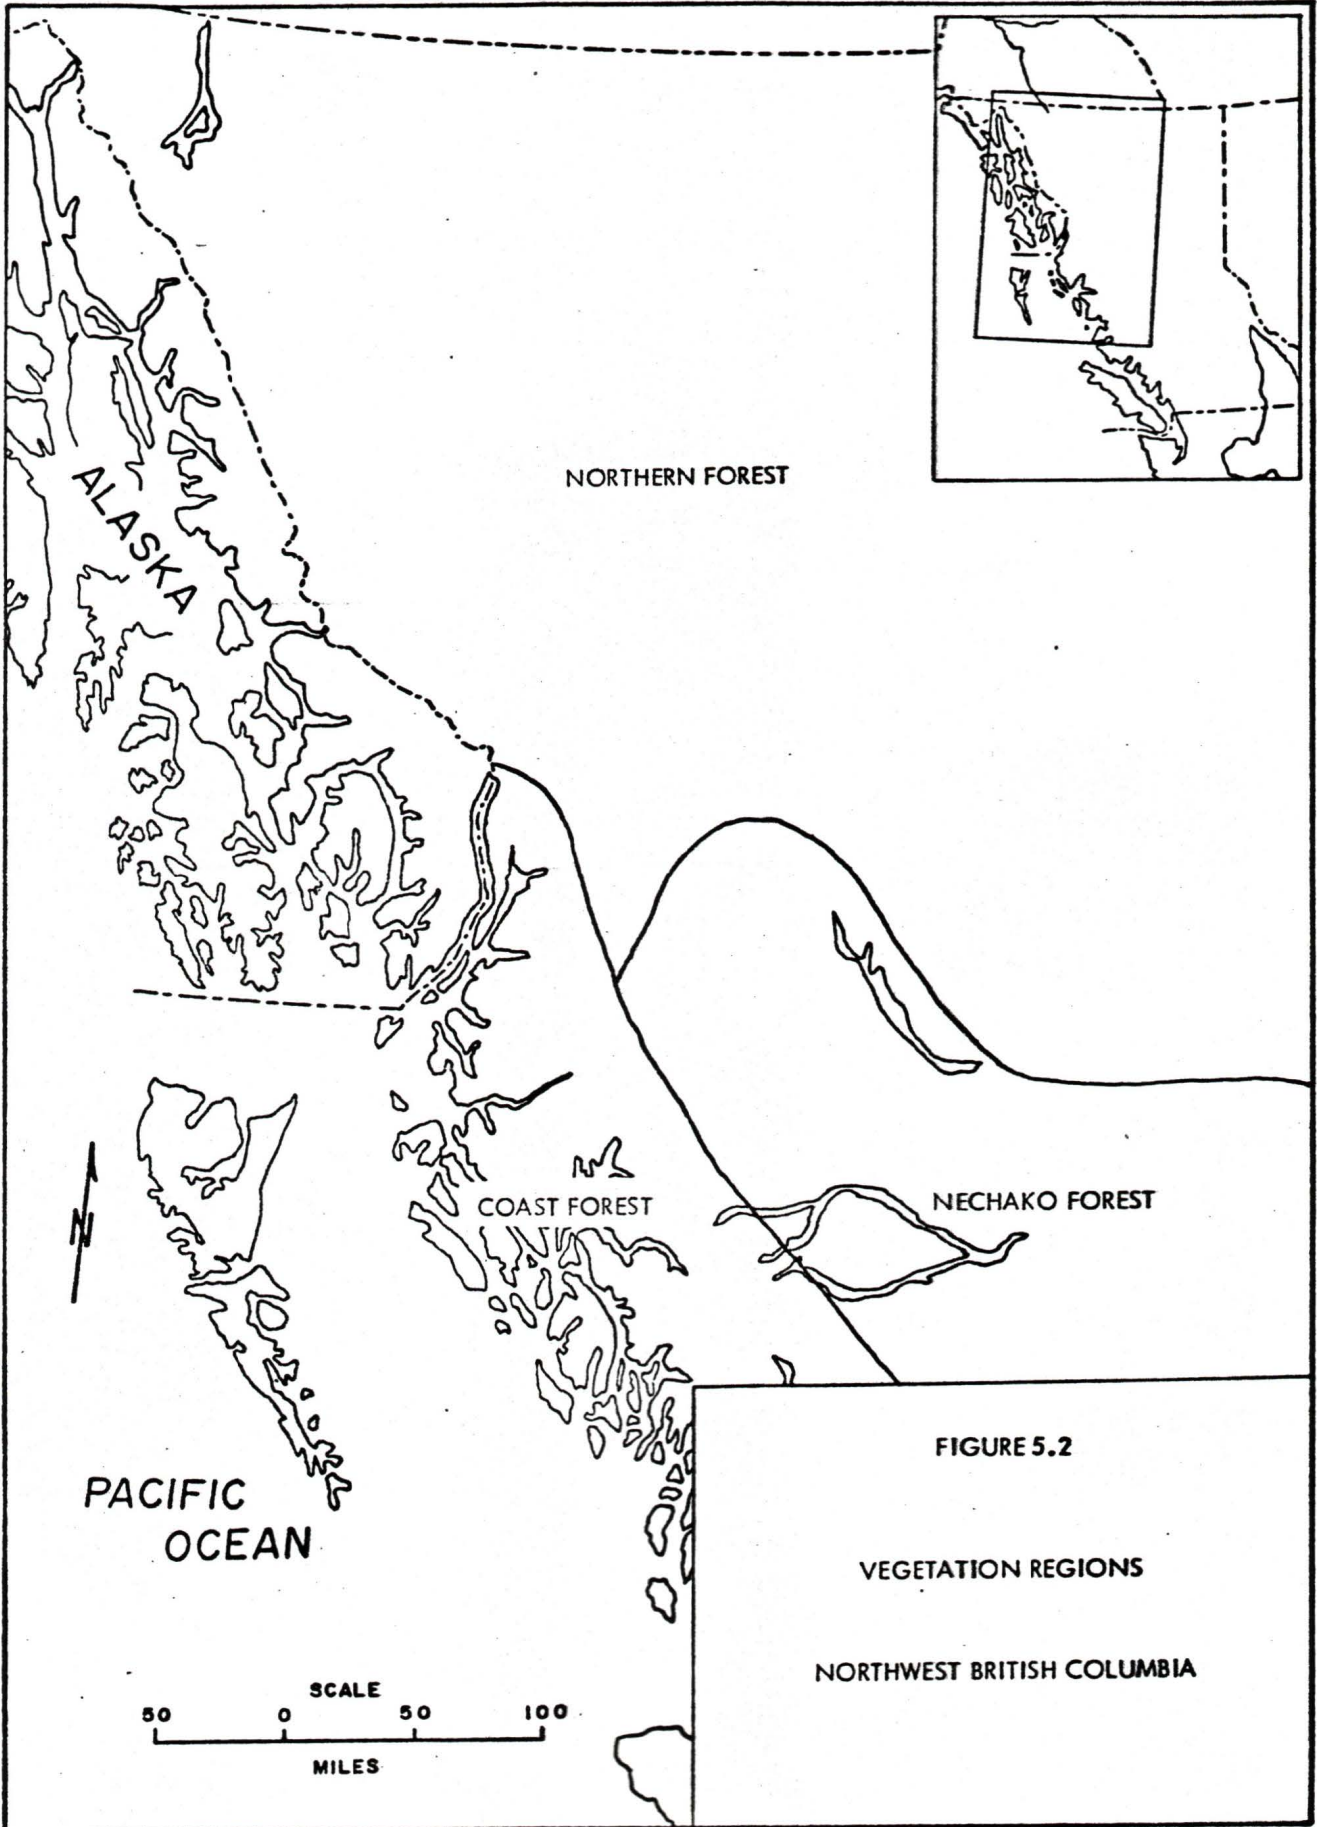 NORTHERN FOREST
ALASKA
COAST FOREST
NECHAKO FOREST
N
PACIFIC
OCEAN
SCALE
50 0 50 100
MILES
FIGURE 5.2
VEGETATION REGIONS
NORTHWEST BRITISH COLUMBIA